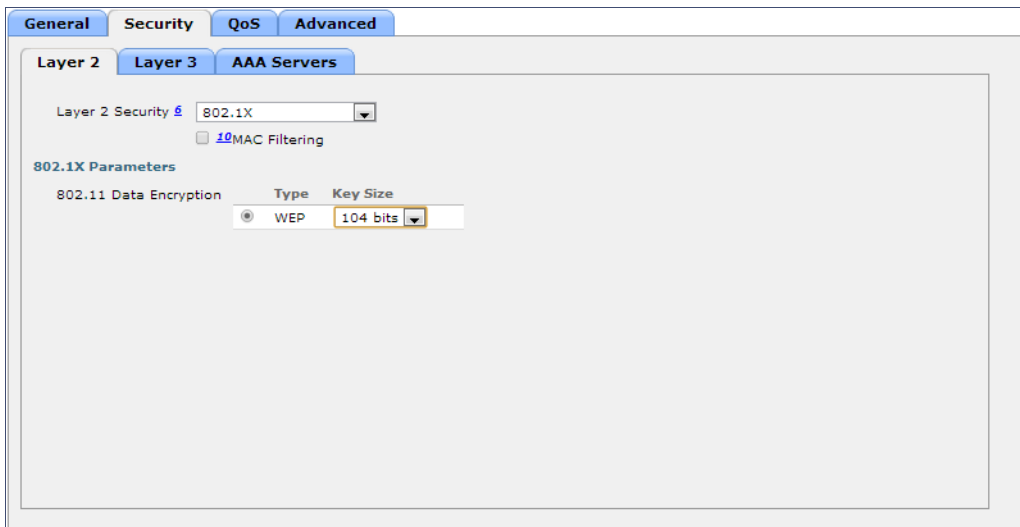 General Security QoS Advanced
Layer 2 Layer 3 AAA Servers
Layer 2 Security 6 802.1X
10MAC Filtering
802.1X Parameters
802.11 Data Encryption Type Key Size
WEP 104 bits